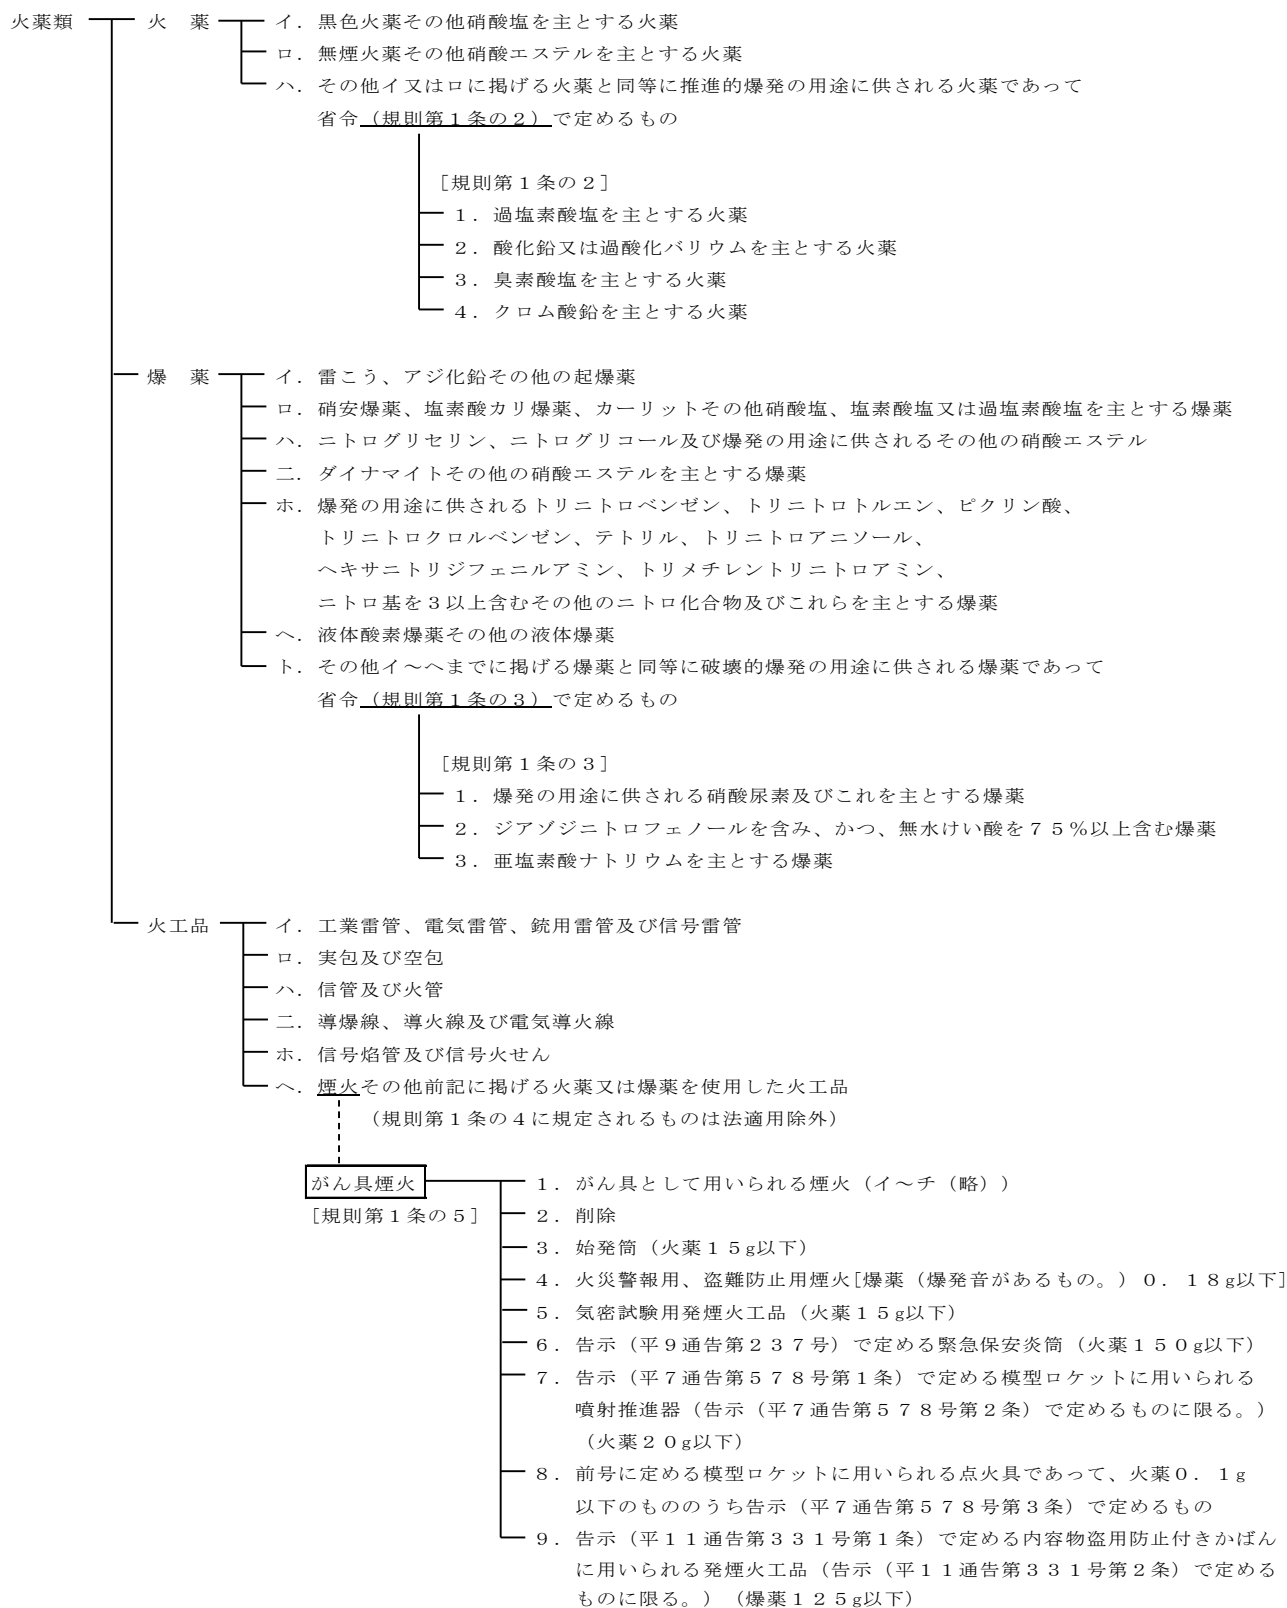 火薬類 火 薬 イ．黒色火薬その他硝酸塩を主とする火薬
ロ．無煙火薬その他硝酸エステルを主とする火薬
ハ．その他イ又はロに掲げる火薬と同等に推進的爆発の用途に供される火薬であって
省令（規則第１条の２）で定めるもの
［規則第１条の２］
１．過塩素酸塩を主とする火薬
２．酸化鉛又は過酸化バリウムを主とする火薬
３．臭素酸塩を主とする火薬
４．クロム酸鉛を主とする火薬
爆 薬 イ．雷こう、アジ化鉛その他の起爆薬
ロ．硝安爆薬、塩素酸カリ爆薬、カーリットその他硝酸塩、塩素酸塩又は過塩素酸塩を主とする爆薬
ハ．ニトログリセリン、ニトログリコール及び爆発の用途に供されるその他の硝酸エステル
二．ダイナマイトその他の硝酸エステルを主とする爆薬
ホ．爆発の用途に供されるトリニトロベンゼン、トリニトロトルエン、ピクリン酸、
トリニトロクロルベンゼン、テトリル、トリニトロアニソール、
ヘキサニトリジフェニルアミン、トリメチレントリニトロアミン、
ニトロ基を３以上含むその他のニトロ化合物及びこれらを主とする爆薬
ヘ．液体酸素爆薬その他の液体爆薬
ト．その他イ～ヘまでに掲げる爆薬と同等に破壊的爆発の用途に供される爆薬であって
省令（規則第１条の３）で定めるもの
［規則第１条の３］
１．爆発の用途に供される硝酸尿素及びこれを主とする爆薬
２．ジアゾジニトロフェノールを含み、かつ、無水けい酸を７５％以上含む爆薬
３．亜塩素酸ナトリウムを主とする爆薬
火工品 イ．工業雷管、電気雷管、銃用雷管及び信号雷管
ロ．実包及び空包
ハ．信管及び火管
二．導爆線、導火線及び電気導火線
ホ．信号焰管及び信号火せん
ヘ．煙火その他前記に掲げる火薬又は爆薬を使用した火工品
（規則第１条の４に規定されるものは法適用除外）
がん具煙火 １．がん具として用いられる煙火（イ～チ（略））
［規則第１条の５］ ２．削除
３．始発筒（火薬１５g以下）
４．火災警報用、盗難防止用煙火[爆薬（爆発音があるもの。）０．１８g以下]
５．気密試験用発煙火工品（火薬１５g以下）
６．告示（平９通告第２３７号）で定める緊急保安炎筒（火薬１５０g以下）
７．告示（平７通告第５７８号第１条）で定める模型ロケットに用いられる
噴射推進器（告示（平７通告第５７８号第２条）で定めるものに限る。）
（火薬２０g以下）
８．前号に定める模型ロケットに用いられる点火具であって、火薬０．１g
以下のもののうち告示（平７通告第５７８号第３条）で定めるもの
９．告示（平１１通告第３３１号第１条）で定める内容物盗用防止付きかばん
に用いられる発煙火工品（告示（平１１通告第３３１号第２条）で定める
ものに限る。）（爆薬１２５g以下）